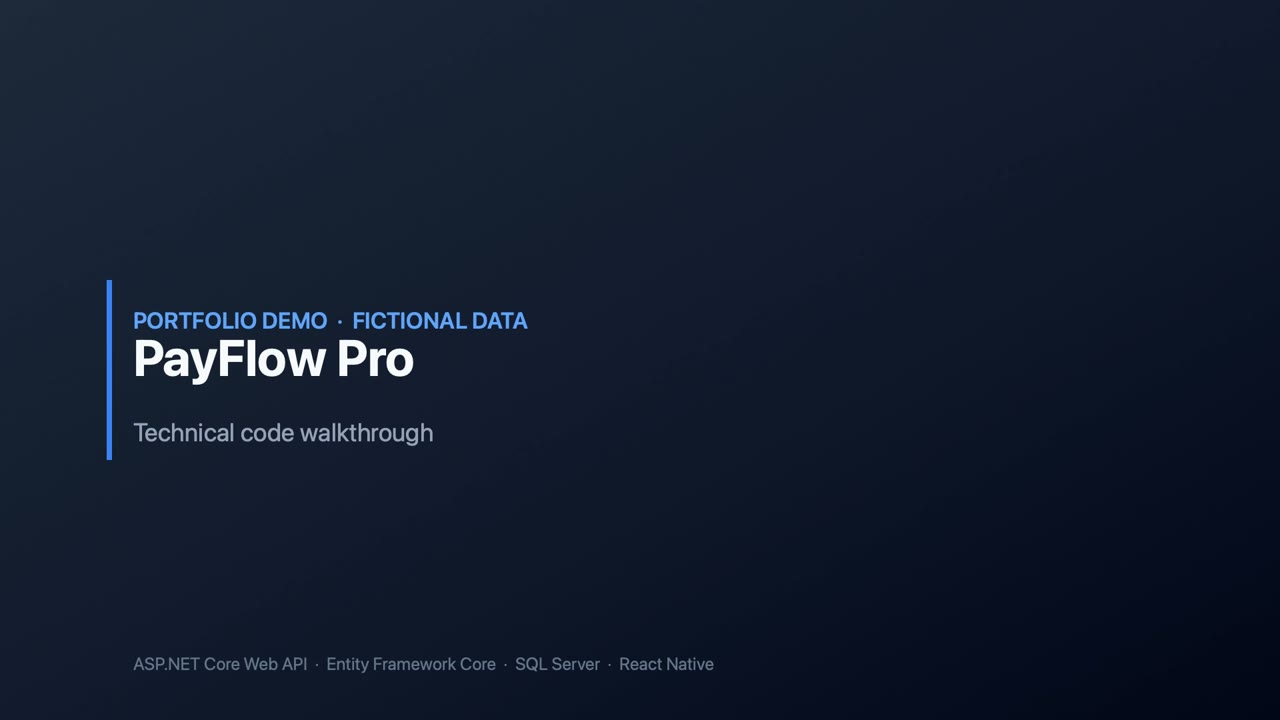 PORTFOLIO DEMO · FICTIONAL DATA
PayFlow Pro
Technical code walkthrough
ASP.NET Core Web API · Entity Framework Core · SQL Server · React Native